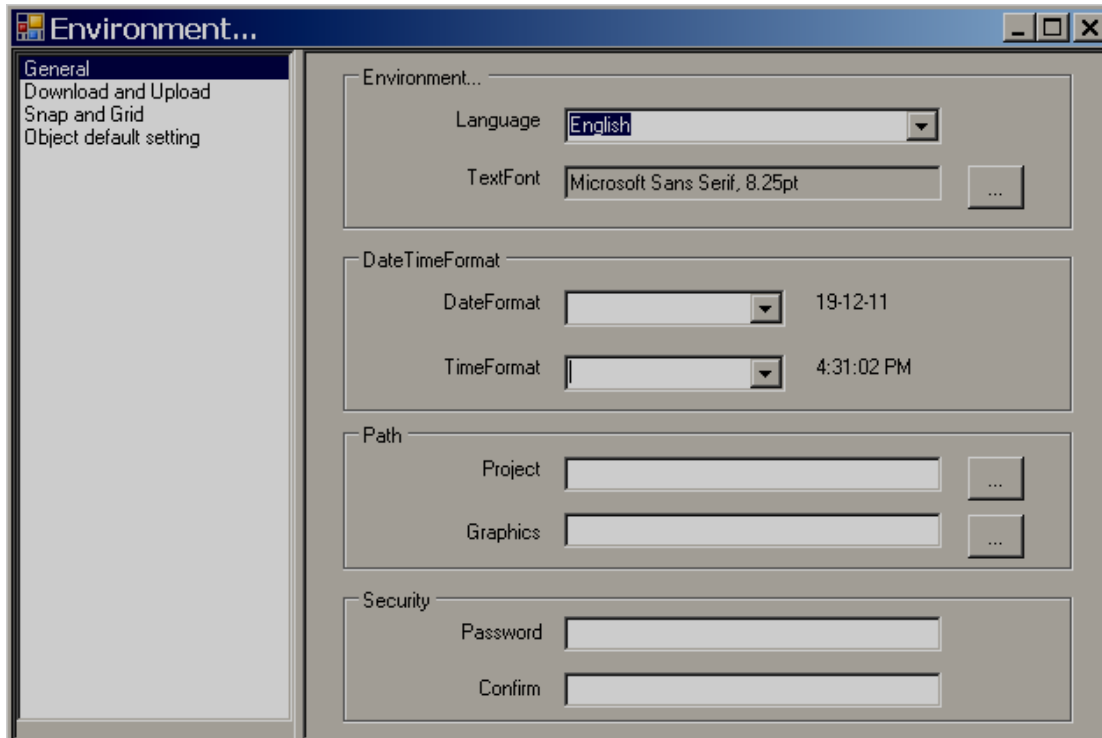 Environment...
General
Download and Upload
Snap and Grid
Object default setting
Environment...
Language English
TextFont Microsoft Sans Serif, 8.25pt ...
DateTimeFormat
DateFormat 19-12-11
TimeFormat 4:31:02 PM
Path
Project ...
Graphics ...
Security
Password
Confirm